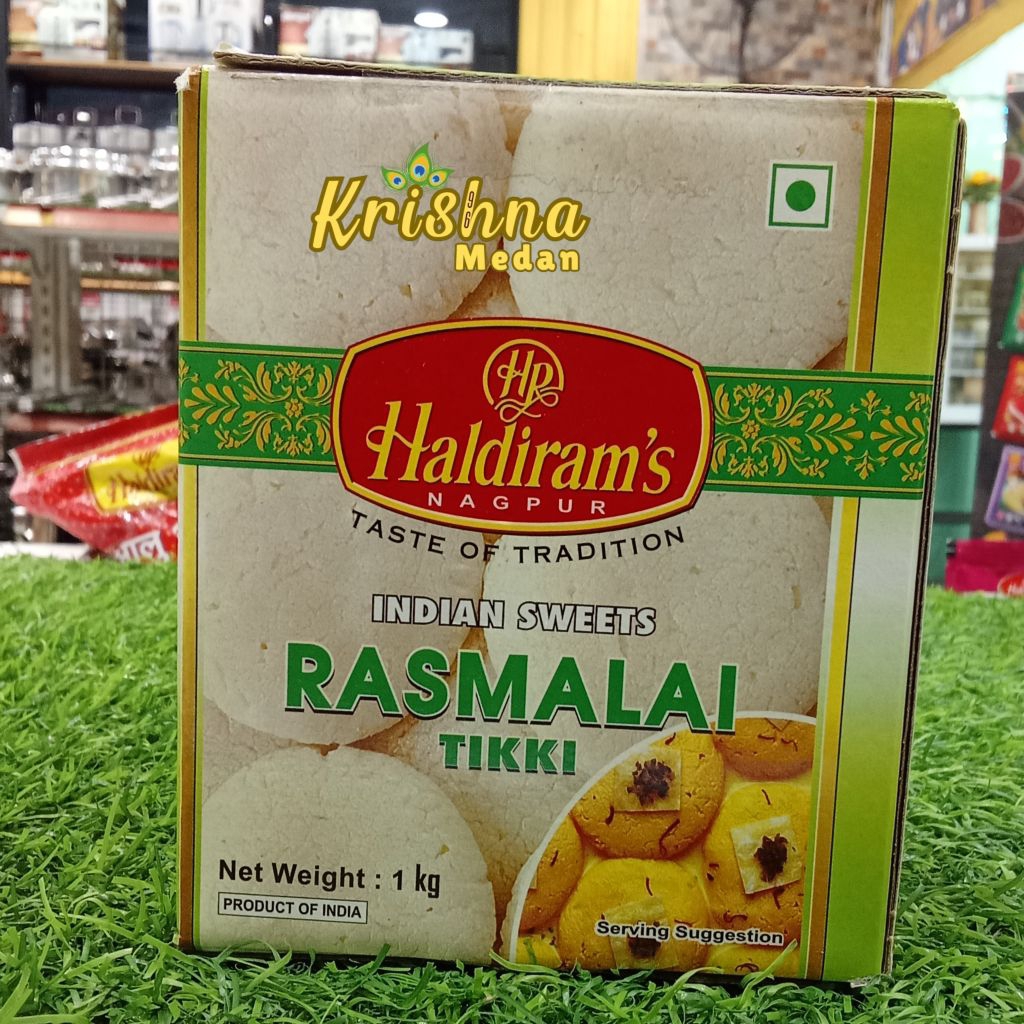 Krishna
96
Medan
HR
Haldiram's
NAGPUR
TASTE OF TRADITION
INDIAN SWEETS
RASMALAI
TIKKI
Net Weight : 1 kg
PRODUCT OF INDIA
Serving Suggestion